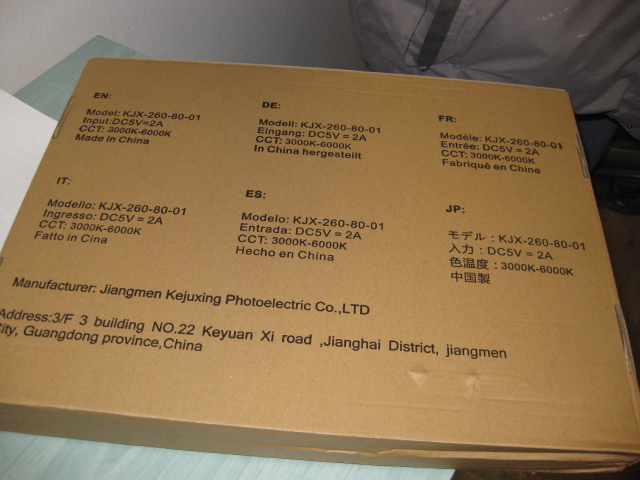 EN:
Model: KJX-260-80-01
Input:DC5V=2A
CCT: 3000K-6000K
Made in China
DE:
Modell: KJX-260-80-01
Eingang: DC5V = 2A
CCT: 3000K-6000K
In China hergesteilt
FR:
Modèle: KJX-260-80-01
Entrée: DC5V = 2A
CCT: 3000K-6000K
Fabriqué en Chine
IT:
Modello: KJX-260-80-01
Ingresso: DC5V = 2A
CCT: 3000K-6000K
Fatto in Cina
ES:
Modelo: KJX-260-80-01
Entrada: DC5V = 2A
CCT: 3000K-6000K
Hecho en China
JP:
モデル : KJX-260-80-01
入力 : DC5V = 2A
色温度 : 3000K-6000K
中国製
Manufacturer: Jiangmen Kejuxing Photoelectric Co.,LTD
Address:3/F 3 building NO.22 Keyuan Xi road ,Jianghai District, jiangmen
City, Guangdong province,China